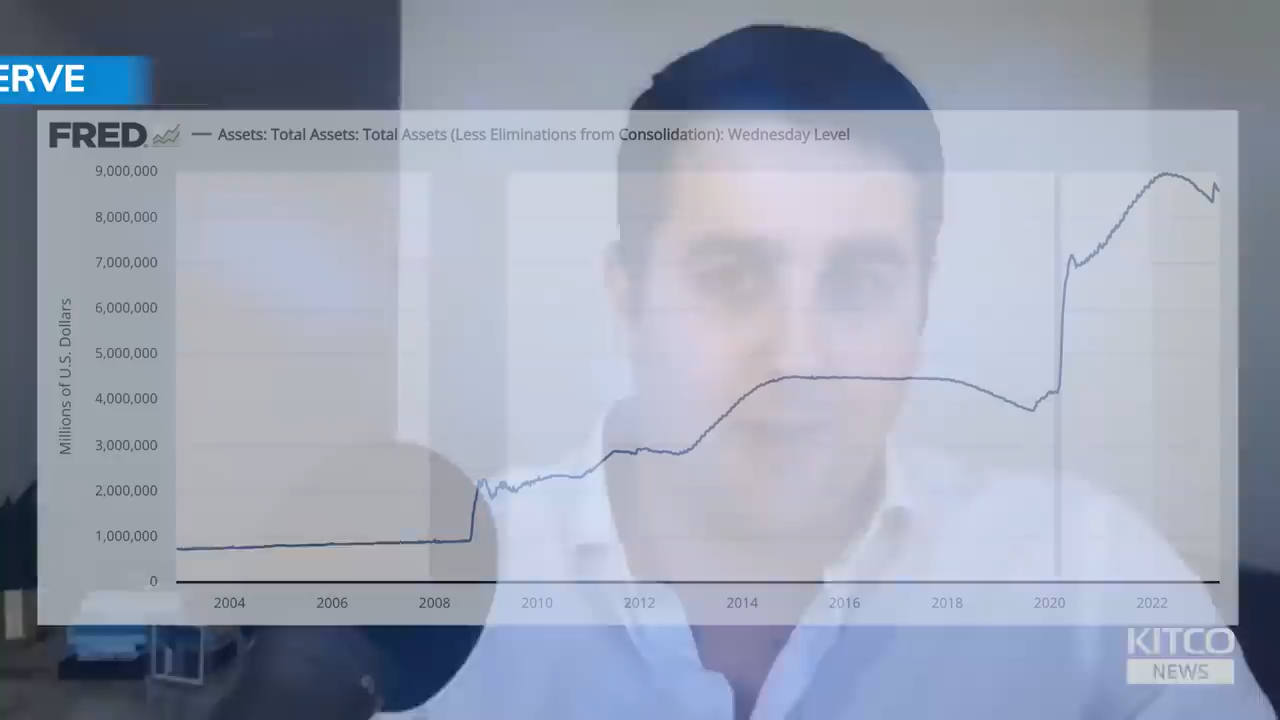 ERVE
FRED — Assets: Total Assets: Total Assets (Less Eliminations from Consolidation): Wednesday Level
Millions of U.S. Dollars
9,000,000
8,000,000
7,000,000
6,000,000
5,000,000
4,000,000
3,000,000
2,000,000
1,000,000
0
2004 2006 2008 2010 2012 2014 2016 2018 2020 2022
KITCO
NEWS